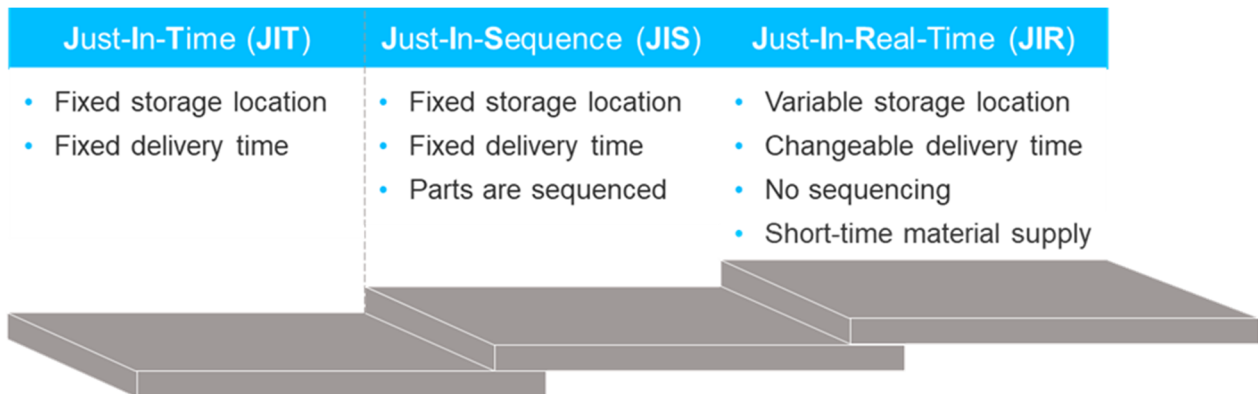 Just-In-Time (JIT)
• Fixed storage location
• Fixed delivery time
Just-In-Sequence (JIS)
• Fixed storage location
• Fixed delivery time
• Parts are sequenced
Just-In-Real-Time (JIR)
• Variable storage location
• Changeable delivery time
• No sequencing
• Short-time material supply